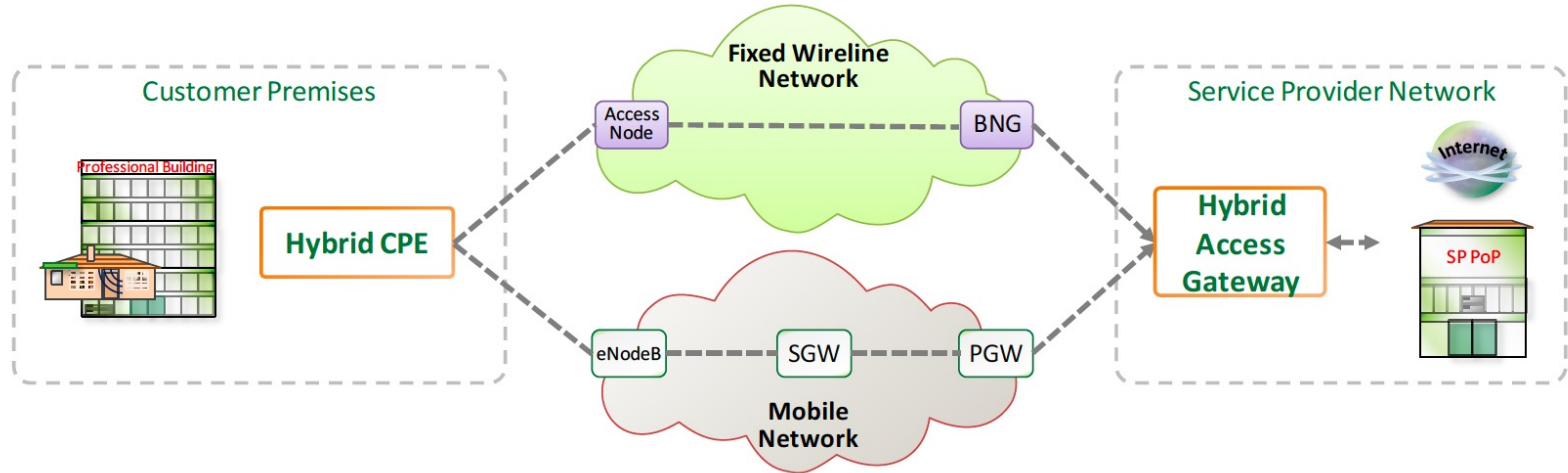 Customer Premises
Professional Building
Hybrid CPE
Fixed Wireline
Network
Access
Node
BNG
eNodeB
SGW
PGW
Mobile
Network
Service Provider Network
Internet
Hybrid
Access
Gateway
SP PoP